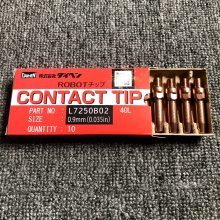 DAIHEN 株式会社ダイヘン
ROBOTチップ
CONTACT TIP
PART NO L7250B02 40L
SIZE 0.9mm(0.035in)
QUANTITY : 10